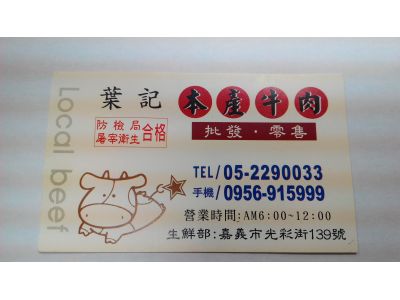 Local beef
葉記
本產牛肉
批發·零售
防檢局
屠宰衛生
合格
TEL/05-2290033
手機/0956-915999
營業時間:AM6:00~12:00
生鮮部:嘉義市光彩街139號